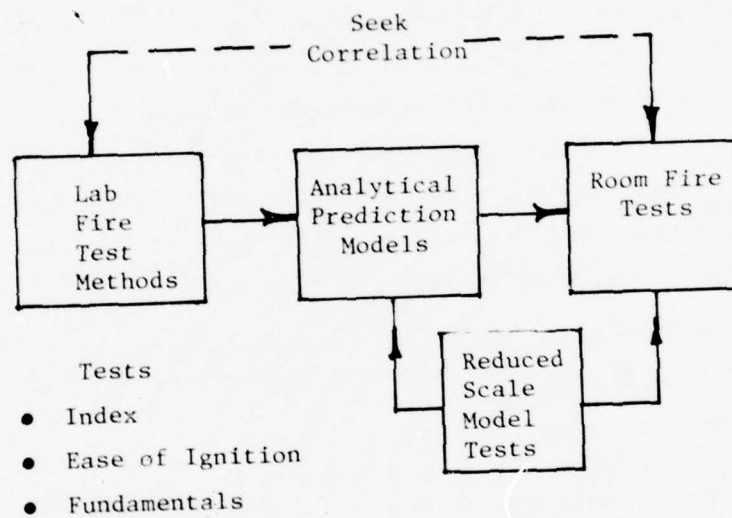 Seek
Correlation
Lab
Fire
Test
Methods
Analytical
Prediction
Models
Room Fire
Tests
Reduced
Scale
Model
Tests
Tests
• Index
• Ease of Ignition
• Fundamentals